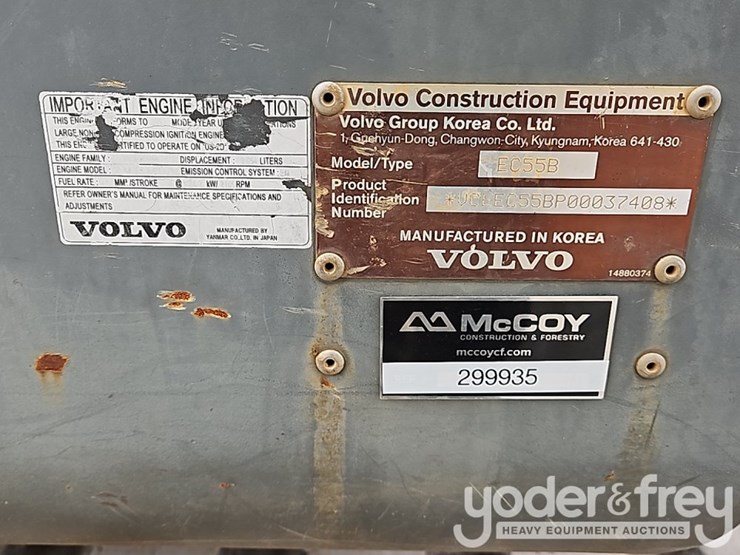 IMPORTANT ENGINE INFORMATION
THIS ENGINE CONFORMS TO MODEL YEAR
LARGE NON- COMPRESSION IGNITION ENGINE
THIS ENGINE CERTIFIED TO OPERATE ON
ENGINE FAMILY : DISPLACEMENT : LITERS
ENGINE MODEL : EMISSION CONTROL SYSTEM
FUEL RATE : MM³/STROKE @ kW/ RPM
REFER OWNER'S MANUAL FOR MAINTENANCE SPECIFICATIONS AND
ADJUSTMENTS
VOLVO MANUFACTURED BY
YANMAR CO.,LTD. IN JAPAN
Volvo Construction Equipment
Volvo Group Korea Co. Ltd.
1, Guehyun-Dong, Changwon-City, Kyungnam, Korea 641-430
Model/Type EC55B
Product
Identification
Number EC55BP00037408*
MANUFACTURED IN KOREA
VOLVO
14880374
McCOY
CONSTRUCTION & FORESTRY
mccoycf.com
299935
yoder&frey
HEAVY EQUIPMENT AUCTIONS